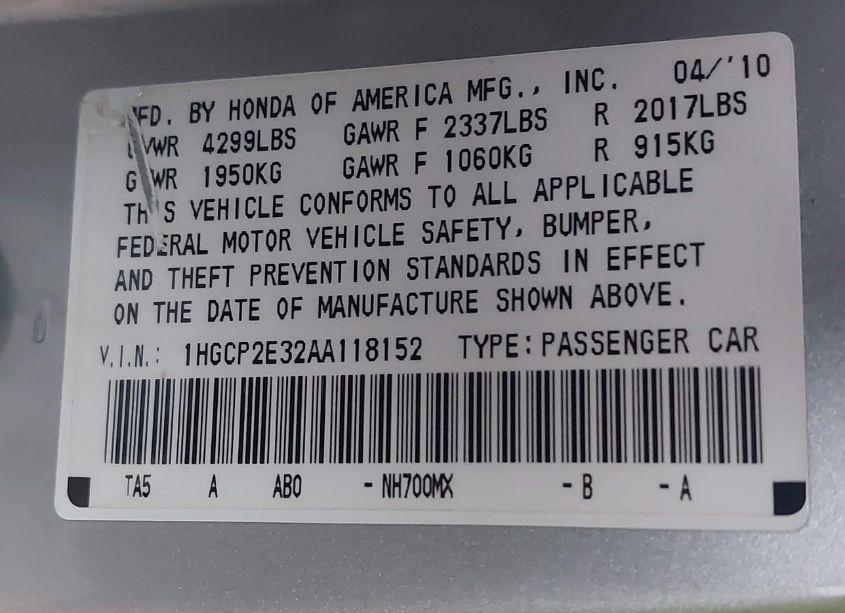 MFD. BY HONDA OF AMERICA MFG., INC. 04/'10
GVWR 4299LBS GAWR F 2337LBS R 2017LBS
GVWR 1950KG GAWR F 1060KG R 915KG
THIS VEHICLE CONFORMS TO ALL APPLICABLE
FEDERAL MOTOR VEHICLE SAFETY, BUMPER,
AND THEFT PREVENTION STANDARDS IN EFFECT
ON THE DATE OF MANUFACTURE SHOWN ABOVE.
V.I.N.: 1HGCP2E32AA118152 TYPE: PASSENGER CAR
TA5 A AB0 - NH700MX - B - A